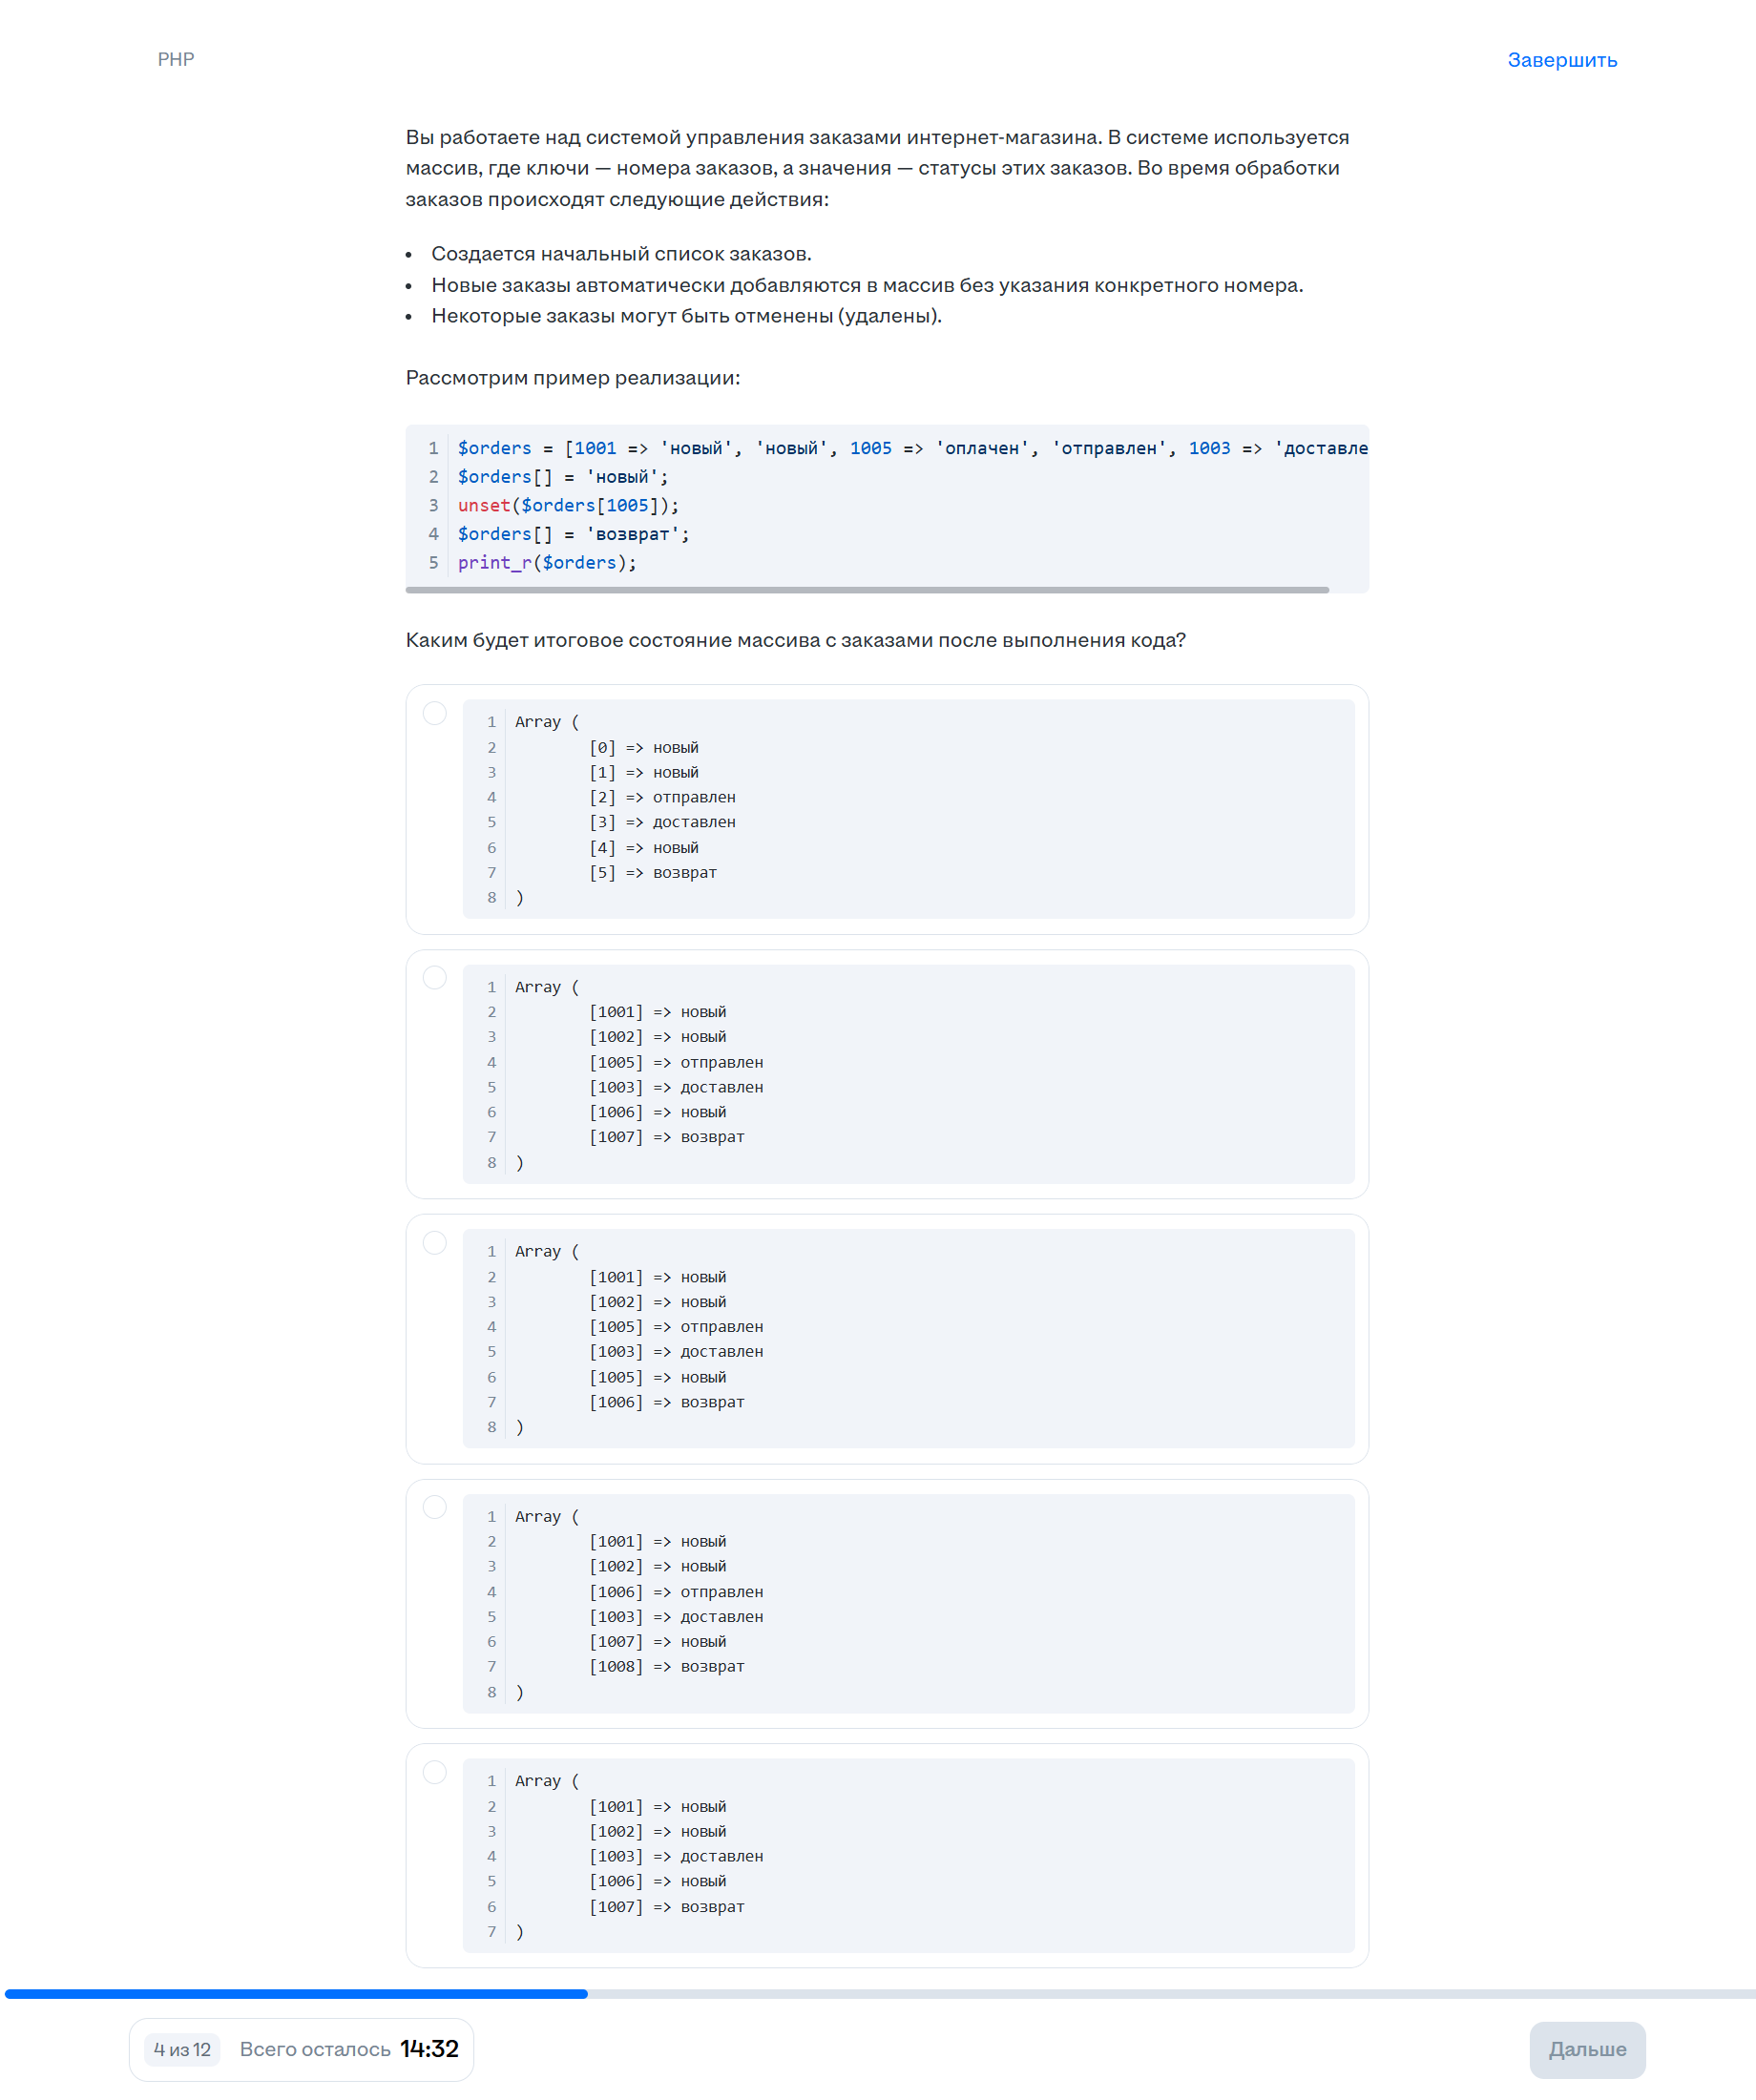 PHP
Завершить
Вы работаете над системой управления заказами интернет-магазина. В системе используется
массив, где ключи — номера заказов, а значения — статусы этих заказов. Во время обработки
заказов происходят следующие действия:
• Создается начальный список заказов.
• Новые заказы автоматически добавляются в массив без указания конкретного номера.
• Некоторые заказы могут быть отменены (удалены).
Рассмотрим пример реализации:
1 $orders = [1001 => 'новый', 'новый', 1005 => 'оплачен', 'отправлен', 1003 => 'доставле
2 $orders[] = 'новый';
3 unset($orders[1005]);
4 $orders[] = 'возврат';
5 print_r($orders);
Каким будет итоговое состояние массива с заказами после выполнения кода?
1 Array (
2 [0] => новый
3 [1] => новый
4 [2] => отправлен
5 [3] => доставлен
6 [4] => новый
7 [5] => возврат
8 )
1 Array (
2 [1001] => новый
3 [1002] => новый
4 [1005] => отправлен
5 [1003] => доставлен
6 [1006] => новый
7 [1007] => возврат
8 )
1 Array (
2 [1001] => новый
3 [1002] => новый
4 [1005] => отправлен
5 [1003] => доставлен
6 [1005] => новый
7 [1006] => возврат
8 )
1 Array (
2 [1001] => новый
3 [1002] => новый
4 [1006] => отправлен
5 [1003] => доставлен
6 [1007] => новый
7 [1008] => возврат
8 )
1 Array (
2 [1001] => новый
3 [1002] => новый
4 [1003] => доставлен
5 [1006] => новый
6 [1007] => возврат
7 )
4 из 12 Всего осталось 14:32
Дальше